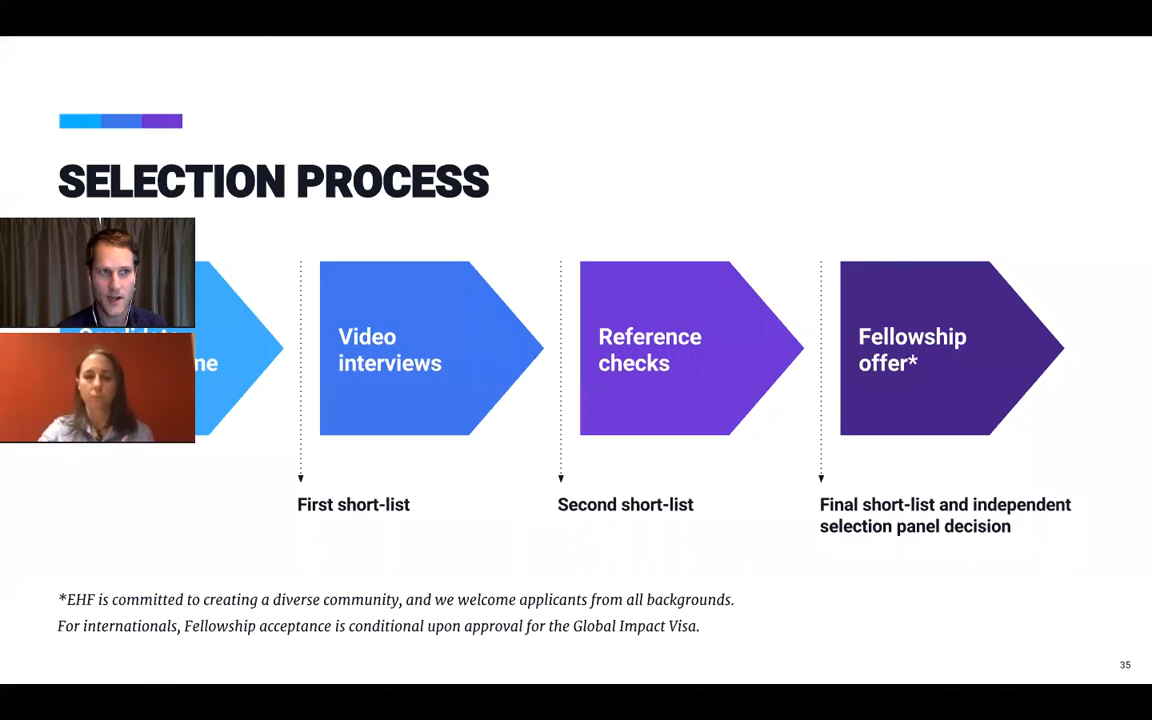 SELECTION PROCESS
ne
Video
interviews
Reference
checks
Fellowship
offer*
First short-list
Second short-list
Final short-list and independent
selection panel decision
*EHF is committed to creating a diverse community, and we welcome applicants from all backgrounds.
For internationals, Fellowship acceptance is conditional upon approval for the Global Impact Visa.
35